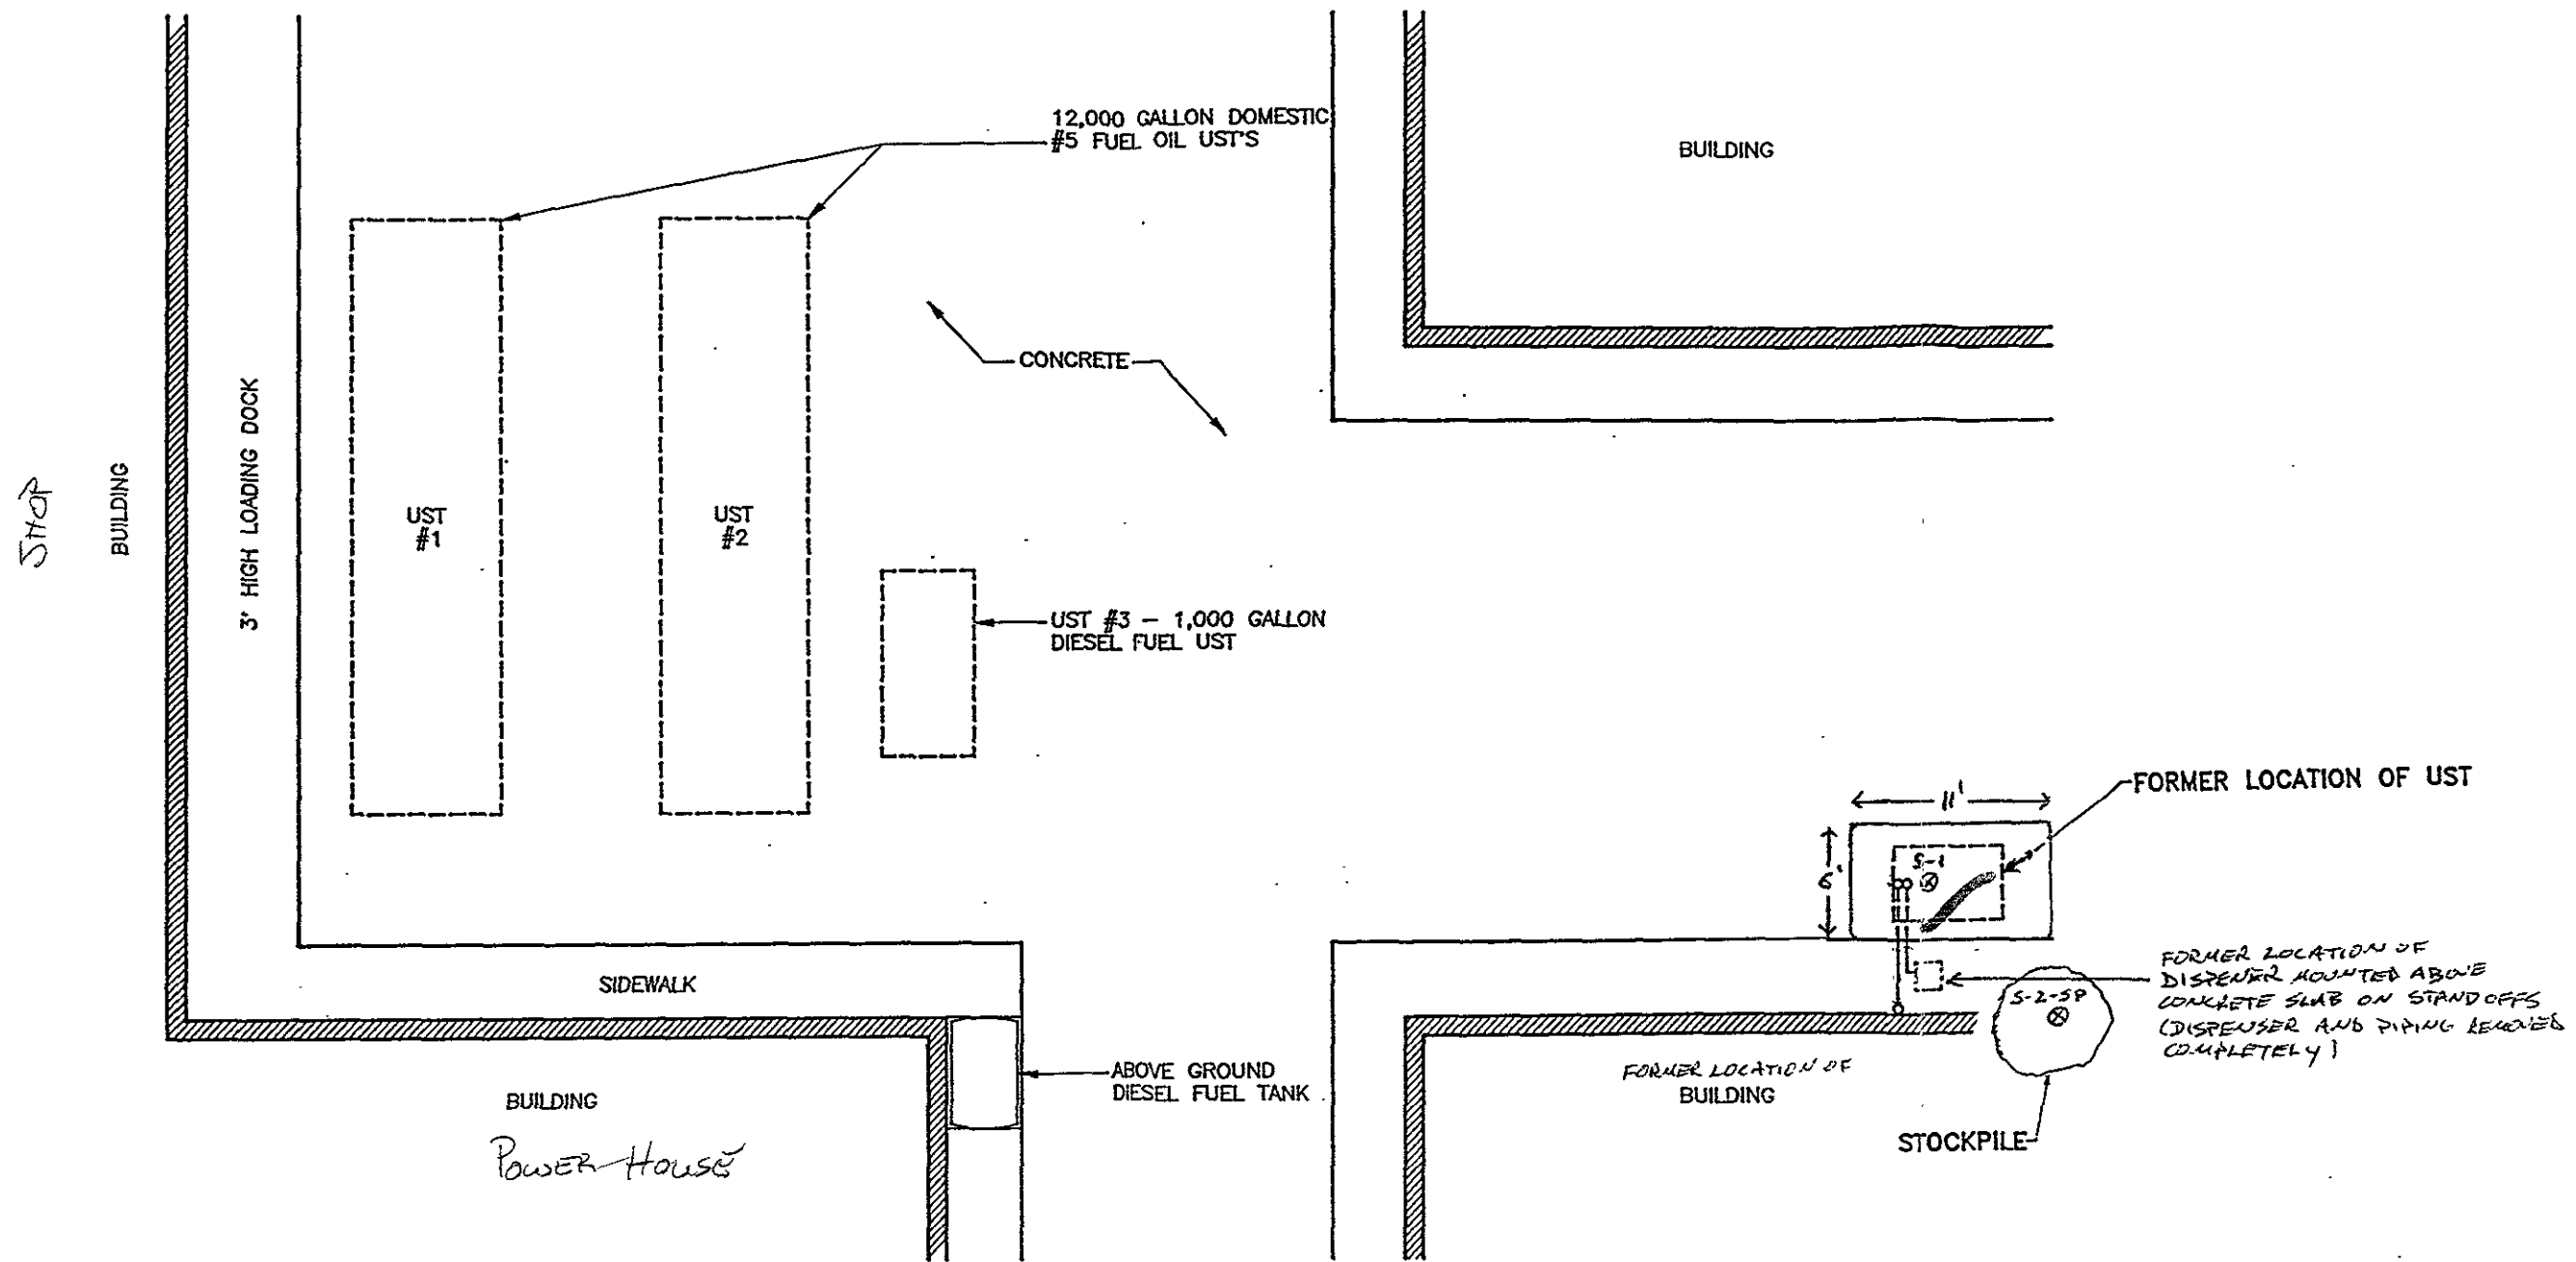 12,000 GALLON DOMESTIC
#5 FUEL OIL UST'S
BUILDING
CONCRETE
SHOP
BUILDING
3' HIGH LOADING DOCK
UST
#1
UST
#2
UST #3 - 1,000 GALLON
DIESEL FUEL UST
FORMER LOCATION OF UST
11'
6'
S-1
SIDEWALK
FORMER LOCATION OF
DISPENER MOUNTED ABOVE
CONCRETE SLAB ON STANDOFFS
(DISPENSER AND PIPING REMOVED
COMPLETELY)
S-2-SP
ABOVE GROUND
DIESEL FUEL TANK
FORMER LOCATION OF
BUILDING
STOCKPILE
BUILDING
POWER-HOUSE